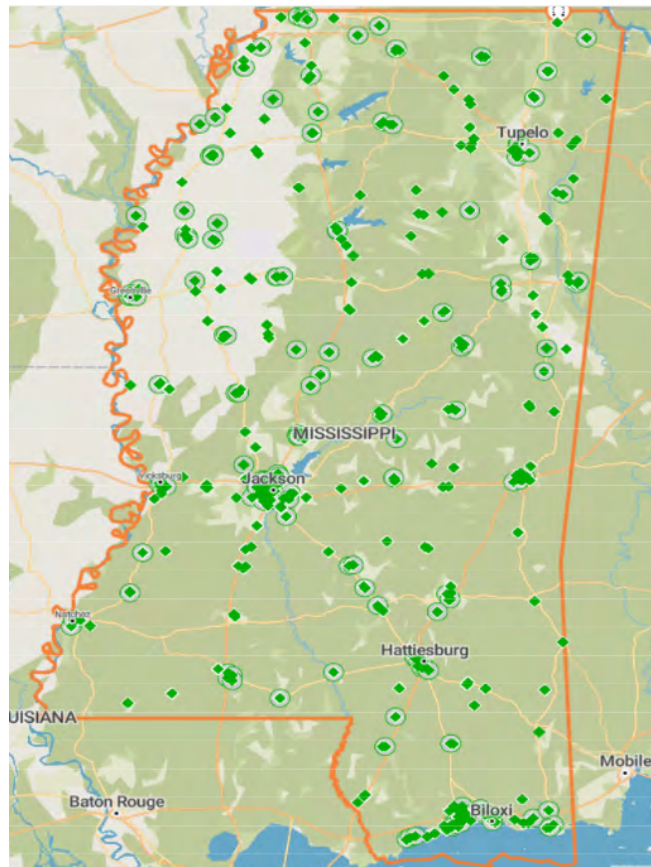 Tupelo
Greenville
MISSISSIPPI
Vicksburg
Jackson
Natchez
Hattiesburg
UISIANA
Mobile
Baton Rouge
Biloxi